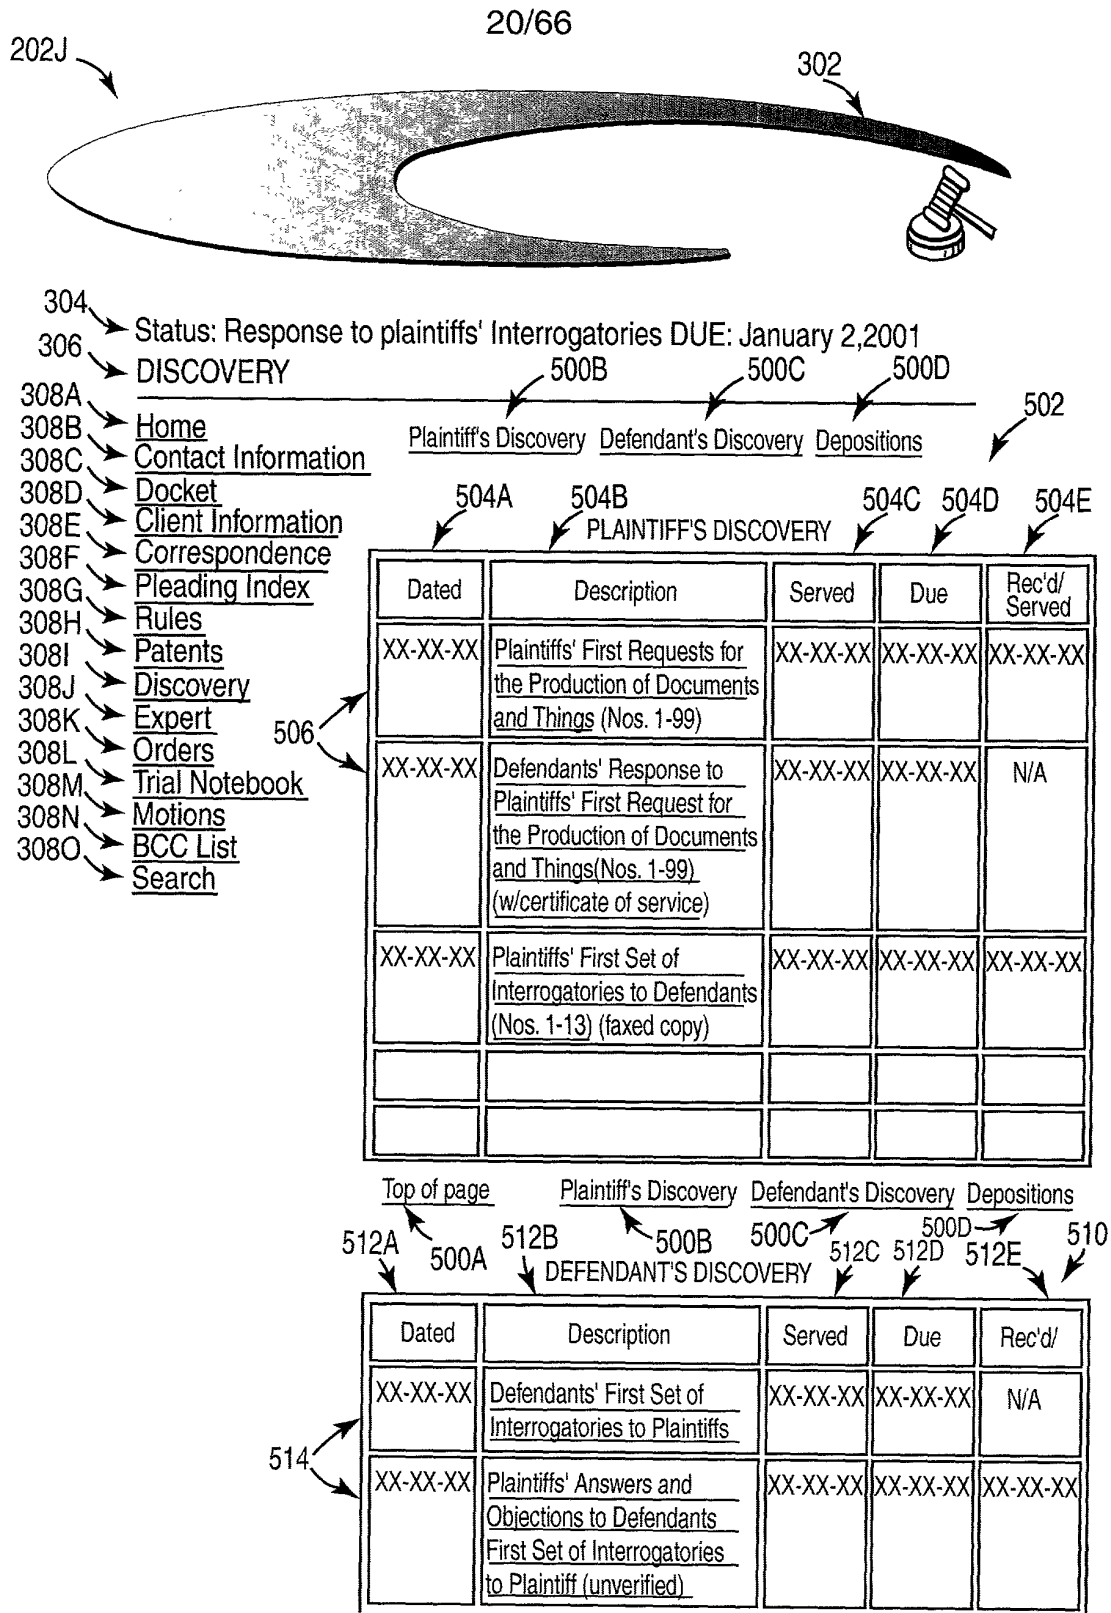 20/66
202J
302
304
Status: Response to plaintiffs' Interrogatories DUE: January 2,2001
306
DISCOVERY
500B 500C 500D
308A
Home
308B
Contact Information
308C
Docket
308D
Client Information
308E
Correspondence
308F
Pleading Index
308G
Rules
308H
Patents
308I
Discovery
308J
Expert
308K
Orders
308L
Trial Notebook
308M
Motions
308N
BCC List
308O
Search
Plaintiff's Discovery Defendant's Discovery Depositions
502
504A 504B 504C 504D 504E
PLAINTIFF'S DISCOVERY
Dated Description Served Due Rec'd/
Served
XX-XX-XX Plaintiffs' First Requests for XX-XX-XX XX-XX-XX XX-XX-XX
the Production of Documents
and Things (Nos. 1-99)
506
XX-XX-XX Defendants' Response to XX-XX-XX XX-XX-XX N/A
Plaintiffs' First Request for
the Production of Documents
and Things(Nos. 1-99)
(w/certificate of service)
XX-XX-XX Plaintiffs' First Set of XX-XX-XX XX-XX-XX XX-XX-XX
Interrogatories to Defendants
(Nos. 1-13) (faxed copy)
Top of page Plaintiff's Discovery Defendant's Discovery Depositions
500A 500B 500C 500D
512A 512B 512C 512D 512E 510
DEFENDANT'S DISCOVERY
Dated Description Served Due Rec'd/
XX-XX-XX Defendants' First Set of XX-XX-XX XX-XX-XX N/A
Interrogatories to Plaintiffs
514
XX-XX-XX Plaintiffs' Answers and XX-XX-XX XX-XX-XX XX-XX-XX
Objections to Defendants
First Set of Interrogatories
to Plaintiff (unverified)